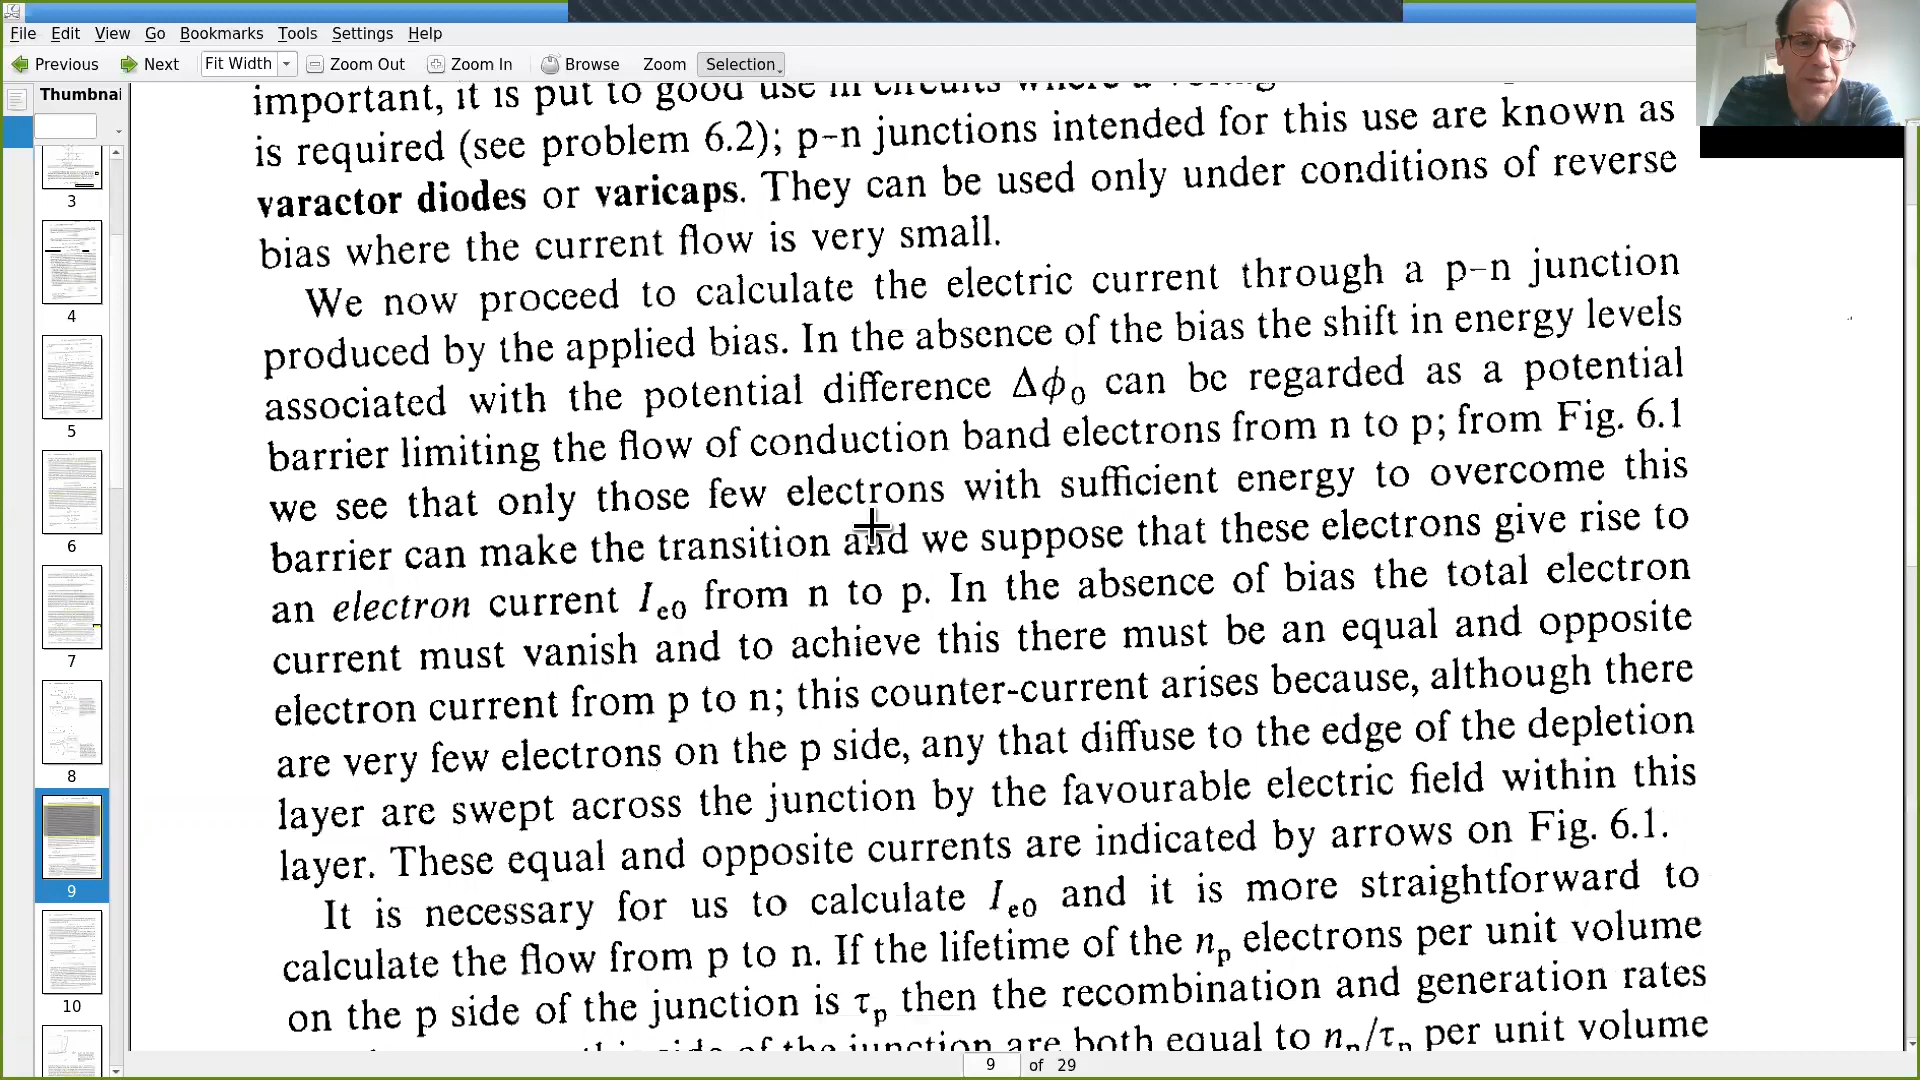 File Edit View Go Bookmarks Tools Settings Help
Previous Next Fit Width Zoom Out Zoom In Browse Zoom Selection
Thumbnai
3
4
5
6
7
8
9
10
important, it is put to good use in circuits where a
is required (see problem 6.2); p–n junctions intended for this use are known as
varactor diodes or varicaps. They can be used only under conditions of reverse
bias where the current flow is very small.
We now proceed to calculate the electric current through a p–n junction
produced by the applied bias. In the absence of the bias the shift in energy levels
associated with the potential difference Δϕ₀ can be regarded as a potential
barrier limiting the flow of conduction band electrons from n to p; from Fig. 6.1
we see that only those few electrons with sufficient energy to overcome this
barrier can make the transition and we suppose that these electrons give rise to
an electron current Iₑ₀ from n to p. In the absence of bias the total electron
current must vanish and to achieve this there must be an equal and opposite
electron current from p to n; this counter-current arises because, although there
are very few electrons on the p side, any that diffuse to the edge of the depletion
layer are swept across the junction by the favourable electric field within this
layer. These equal and opposite currents are indicated by arrows on Fig. 6.1.
It is necessary for us to calculate Iₑ₀ and it is more straightforward to
calculate the flow from p to n. If the lifetime of the nₚ electrons per unit volume
on the p side of the junction is τₚ then the recombination and generation rates
this side of the junction are both equal to nₚ/τₚ per unit volume
9 of 29